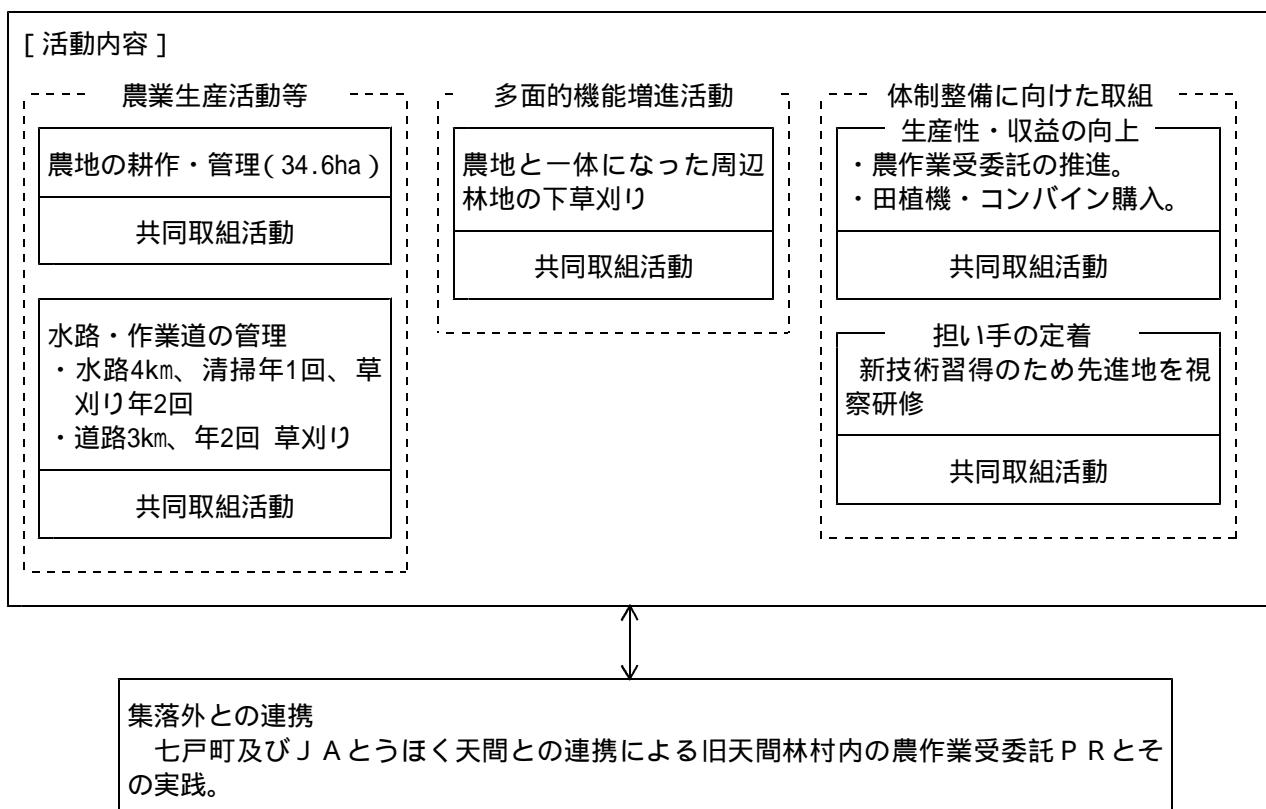 [ 活動内容 ]
農業生産活動等
農地の耕作・管理( 34.6ha )
共同取組活動
水路・作業道の管理
・水路4㎞、清掃年1回、草
刈り年2回
・道路3㎞、年2回 草刈り
共同取組活動
多面的機能増進活動
農地と一体になった周辺
林地の下草刈り
共同取組活動
体制整備に向けた取組
生産性・収益の向上
・農作業受委託の推進。
・田植機・コンバイン購入。
共同取組活動
担い手の定着
新技術習得のため先進地を視
察研修
共同取組活動
集落外との連携
七戸町及びＪＡとうほく天間との連携による旧天間林村内の農作業受委託ＰＲとそ
の実践。